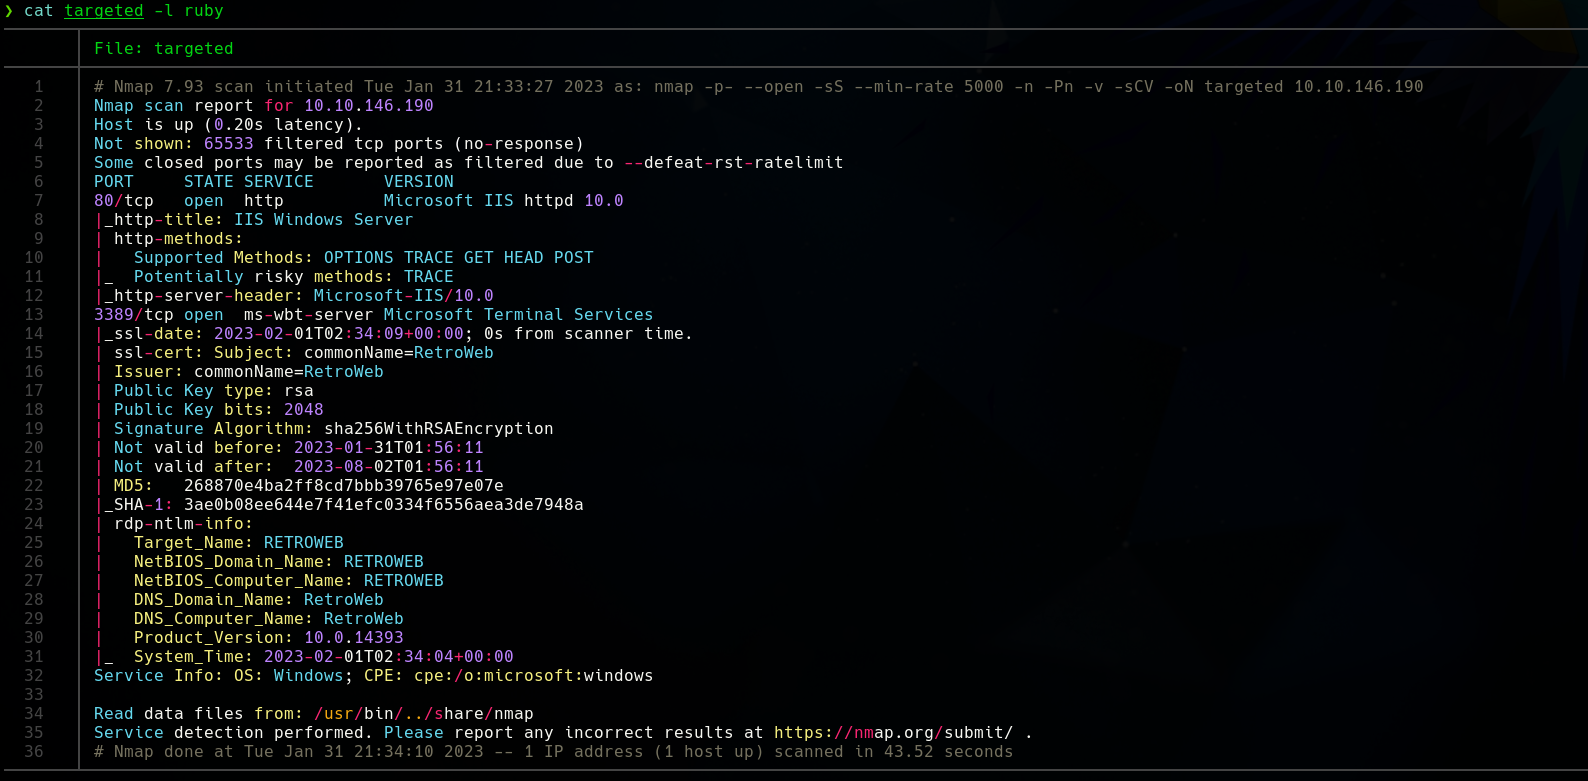 ❯ cat targeted -l ruby
File: targeted
1 # Nmap 7.93 scan initiated Tue Jan 31 21:33:27 2023 as: nmap -p- --open -sS --min-rate 5000 -n -Pn -v -sCV -oN targeted 10.10.146.190
2 Nmap scan report for 10.10.146.190
3 Host is up (0.20s latency).
4 Not shown: 65533 filtered tcp ports (no-response)
5 Some closed ports may be reported as filtered due to --defeat-rst-ratelimit
6 PORT     STATE SERVICE       VERSION
7 80/tcp   open  http          Microsoft IIS httpd 10.0
8 |_http-title: IIS Windows Server
9 | http-methods:
10 |   Supported Methods: OPTIONS TRACE GET HEAD POST
11 |_  Potentially risky methods: TRACE
12 |_http-server-header: Microsoft-IIS/10.0
13 3389/tcp open  ms-wbt-server Microsoft Terminal Services
14 |_ssl-date: 2023-02-01T02:34:09+00:00; 0s from scanner time.
15 | ssl-cert: Subject: commonName=RetroWeb
16 | Issuer: commonName=RetroWeb
17 | Public Key type: rsa
18 | Public Key bits: 2048
19 | Signature Algorithm: sha256WithRSAEncryption
20 | Not valid before: 2023-01-31T01:56:11
21 | Not valid after:  2023-08-02T01:56:11
22 | MD5:   268870e4ba2ff8cd7bbb39765e97e07e
23 |_SHA-1: 3ae0b08ee644e7f41efc0334f6556aea3de7948a
24 | rdp-ntlm-info:
25 |   Target_Name: RETROWEB
26 |   NetBIOS_Domain_Name: RETROWEB
27 |   NetBIOS_Computer_Name: RETROWEB
28 |   DNS_Domain_Name: RetroWeb
29 |   DNS_Computer_Name: RetroWeb
30 |   Product_Version: 10.0.14393
31 |_  System_Time: 2023-02-01T02:34:04+00:00
32 Service Info: OS: Windows; CPE: cpe:/o:microsoft:windows
33
34 Read data files from: /usr/bin/../share/nmap
35 Service detection performed. Please report any incorrect results at https://nmap.org/submit/ .
36 # Nmap done at Tue Jan 31 21:34:10 2023 -- 1 IP address (1 host up) scanned in 43.52 seconds